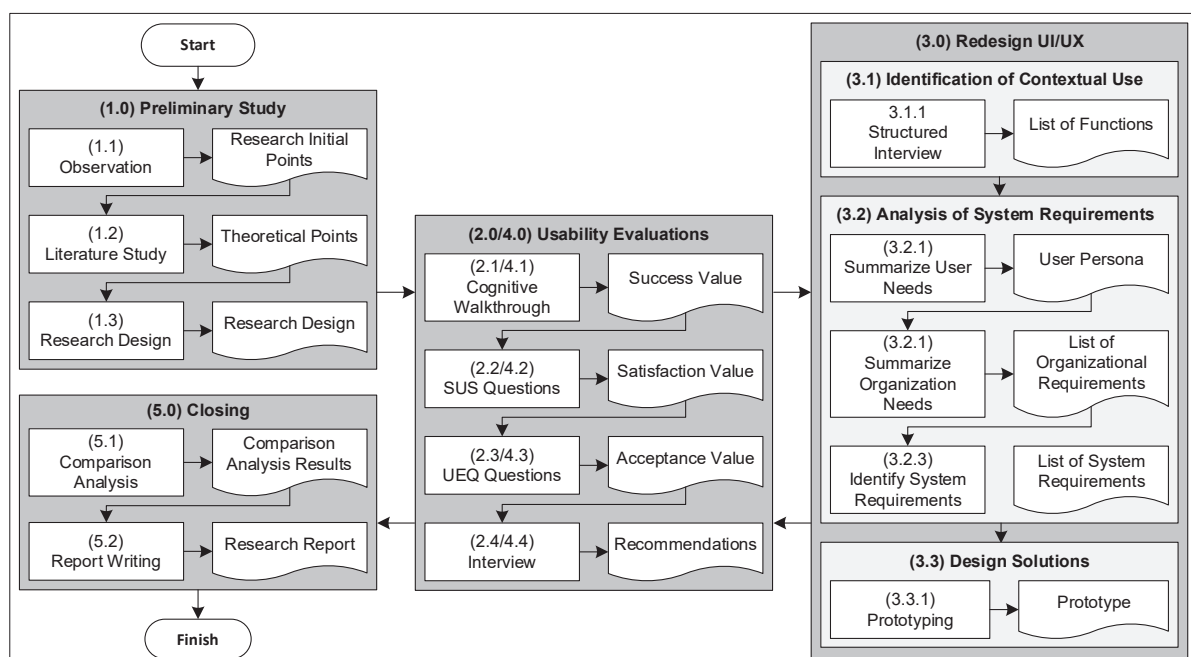 Start
(1.0) Preliminary Study
(1.1)
Observation
Research Initial
Points
(1.2)
Literature Study
Theoretical Points
(1.3)
Research Design
Research Design
(2.0/4.0) Usability Evaluations
(2.1/4.1)
Cognitive
Walkthrough
Success Value
(2.2/4.2)
SUS Questions
Satisfaction Value
(2.3/4.3)
UEQ Questions
Acceptance Value
(2.4/4.4)
Interview
Recommendations
(3.0) Redesign UI/UX
(3.1) Identification of Contextual Use
3.1.1
Structured
Interview
List of Functions
(3.2) Analysis of System Requirements
(3.2.1)
Summarize User
Needs
User Persona
(3.2.1)
Summarize
Organization
Needs
List of
Organizational
Requirements
(3.2.3)
Identify System
Requirements
List of System
Requirements
(3.3) Design Solutions
(3.3.1)
Prototyping
Prototype
(5.0) Closing
(5.1)
Comparison
Analysis
Comparison
Analysis Results
(5.2)
Report Writing
Research Report
Finish